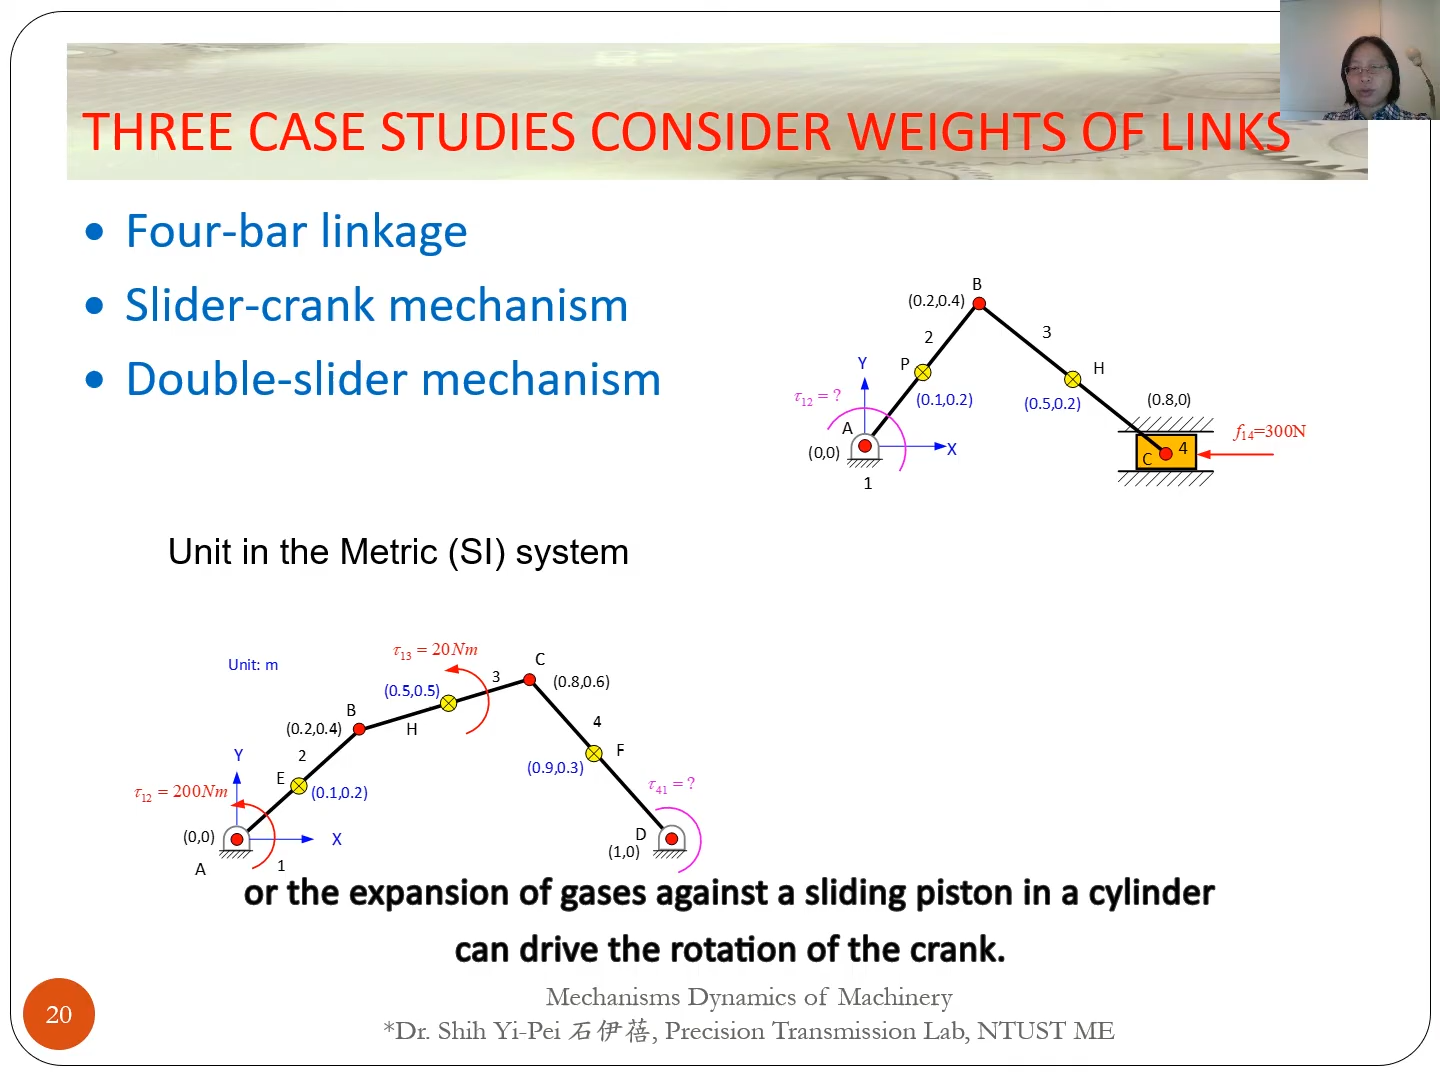 THREE CASE STUDIES CONSIDER WEIGHTS OF LINKS
• Four-bar linkage
• Slider-crank mechanism
• Double-slider mechanism
B
(0.2,0.4)
2
3
Y
P
H
τ12 = ?
(0.1,0.2)
(0.5,0.2)
(0.8,0)
A
f14=300N
(0,0)
X
C
4
1
Unit in the Metric (SI) system
Unit: m
τ13 = 20Nm
C
3
(0.5,0.5)
(0.8,0.6)
B
(0.2,0.4)
H
4
2
Y
F
E
(0.9,0.3)
τ12 = 200Nm
(0.1,0.2)
τ41 = ?
(0,0)
X
D
(1,0)
A
1
or the expansion of gases against a sliding piston in a cylinder
can drive the rotation of the crank.
20
Mechanisms Dynamics of Machinery
*Dr. Shih Yi-Pei 石伊蓓, Precision Transmission Lab, NTUST ME